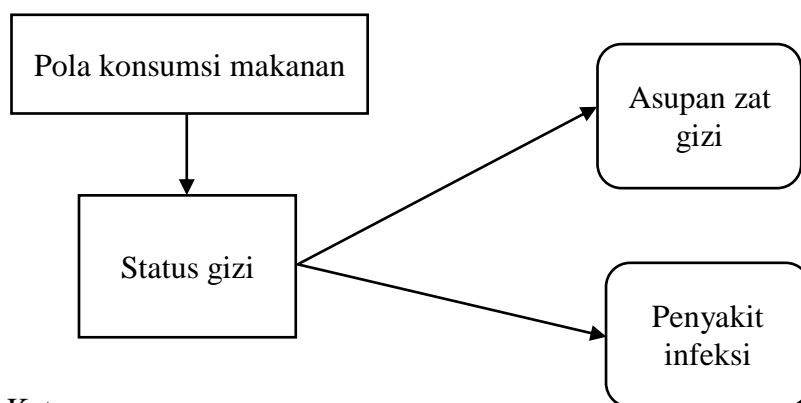 Pola konsumsi makanan
Asupan zat
gizi
Status gizi
Penyakit
infeksi